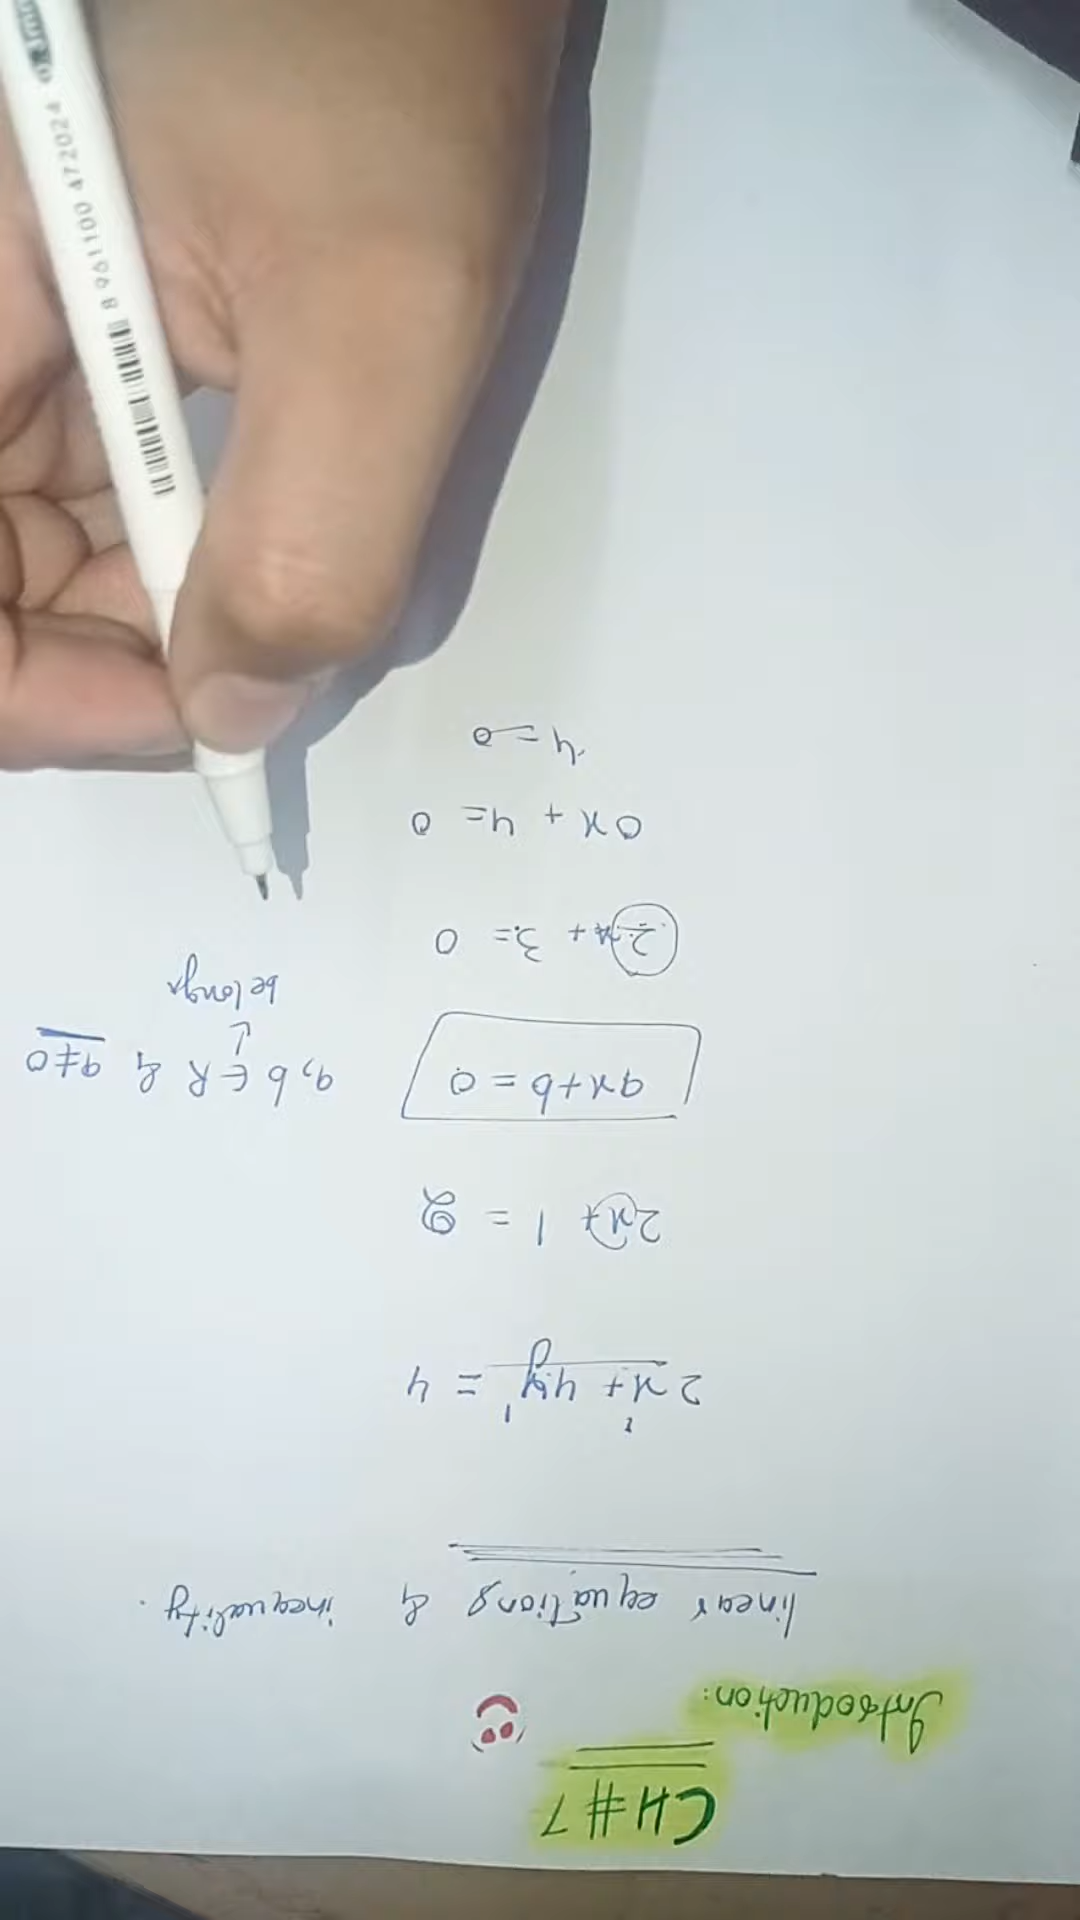 CH # 7
Introduction:
linear equations & inequality.
2x + 4y = 4
2x + 1 = 2
ax+b = 0 a, b ∈ R & a≠0
belongs
2x + 3 = 0
0x + 4 = 0
4 = 0
8 961100 472024